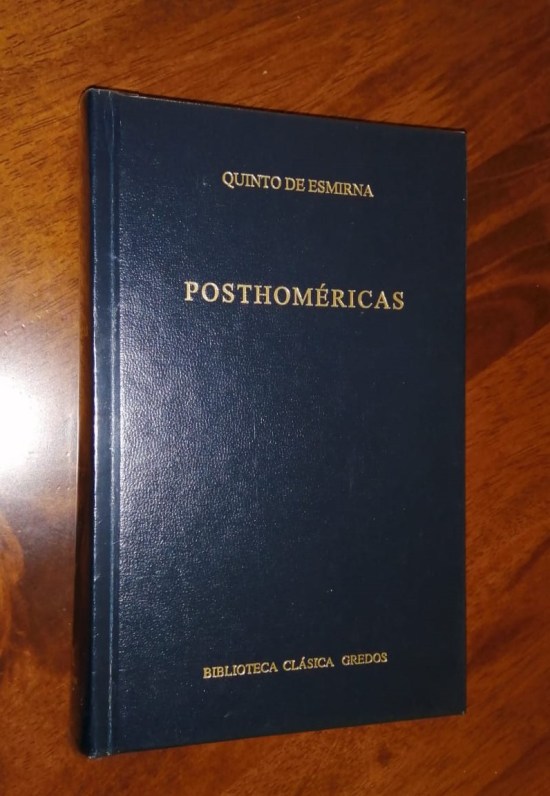 QUINTO DE ESMIRNA
POSTHOMÉRICAS
BIBLIOTECA CLÁSICA GREDOS